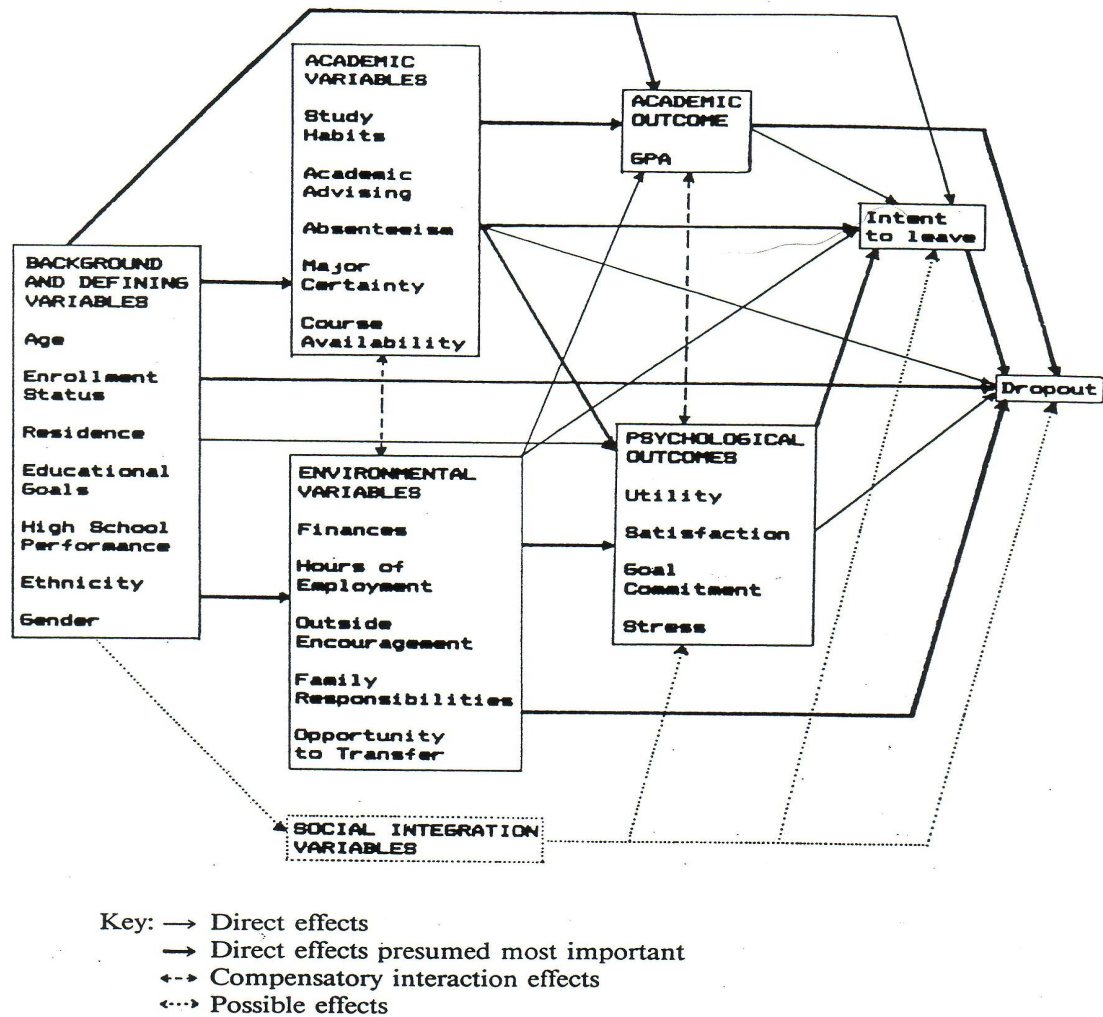 ACADEMIC
VARIABLES
Study
Habits
Academic
Advising
Absenteeism
Major
Certainty
Course
Availability
ACADEMIC
OUTCOME
GPA
Intent
to leave
BACKGROUND
AND DEFINING
VARIABLES
Age
Enrollment
Status
Residence
Educational
Goals
High School
Performance
Ethnicity
Gender
Dropout
ENVIRONMENTAL
VARIABLES
Finances
Hours of
Employment
Outside
Encouragement
Family
Responsibilities
Opportunity
to Transfer
PSYCHOLOGICAL
OUTCOMES
Utility
Satisfaction
Goal
Commitment
Stress
SOCIAL INTEGRATION
VARIABLES
Key: → Direct effects
→ Direct effects presumed most important
↔ Compensatory interaction effects
↔ Possible effects